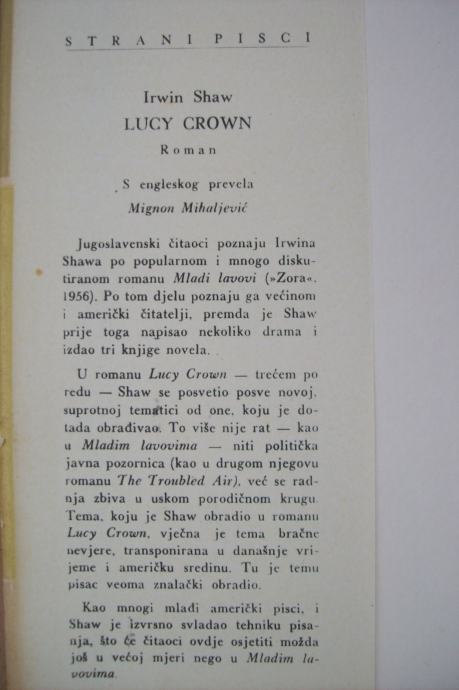 STRANI PISCI
Irwin Shaw
LUCY CROWN
Roman
S engleskog prevela
Mignon Mihaljević
Jugoslavenski čitaoci poznaju Irwina
Shawa po popularnom i mnogo disku-
tiranom romanu Mladi lavovi (»Zora«,
1956). Po tom djelu poznaju ga većinom
i američki čitatelji, premda je Shaw
prije toga napisao nekoliko drama i
izdao tri knjige novela.
U romanu Lucy Crown — trećem po
redu — Shaw se posvetio posve novoj,
suprotnoj tematici od one, koju je do-
tada obrađivao. To više nije rat — kao
u Mladim lavovima — niti politička
javna pozornica (kao u drugom njegovu
romanu The Troubled Air), već se rad-
nja zbiva u uskom porodičnom krugu.
Tema, koju je Shaw obradio u romanu
Lucy Crown, vječna je tema bračne
nevjere, transponirana u današnje vri-
jeme i američku sredinu. Tu je temu
pisac veoma znalački obradio.
Kao mnogi mlađi američki pisci, i
Shaw je izvrsno svladao tehniku pisa-
nja, što će čitaoci ovdje osjetiti možda
još u većoj mjeri nego u Mladim la-
vovima.